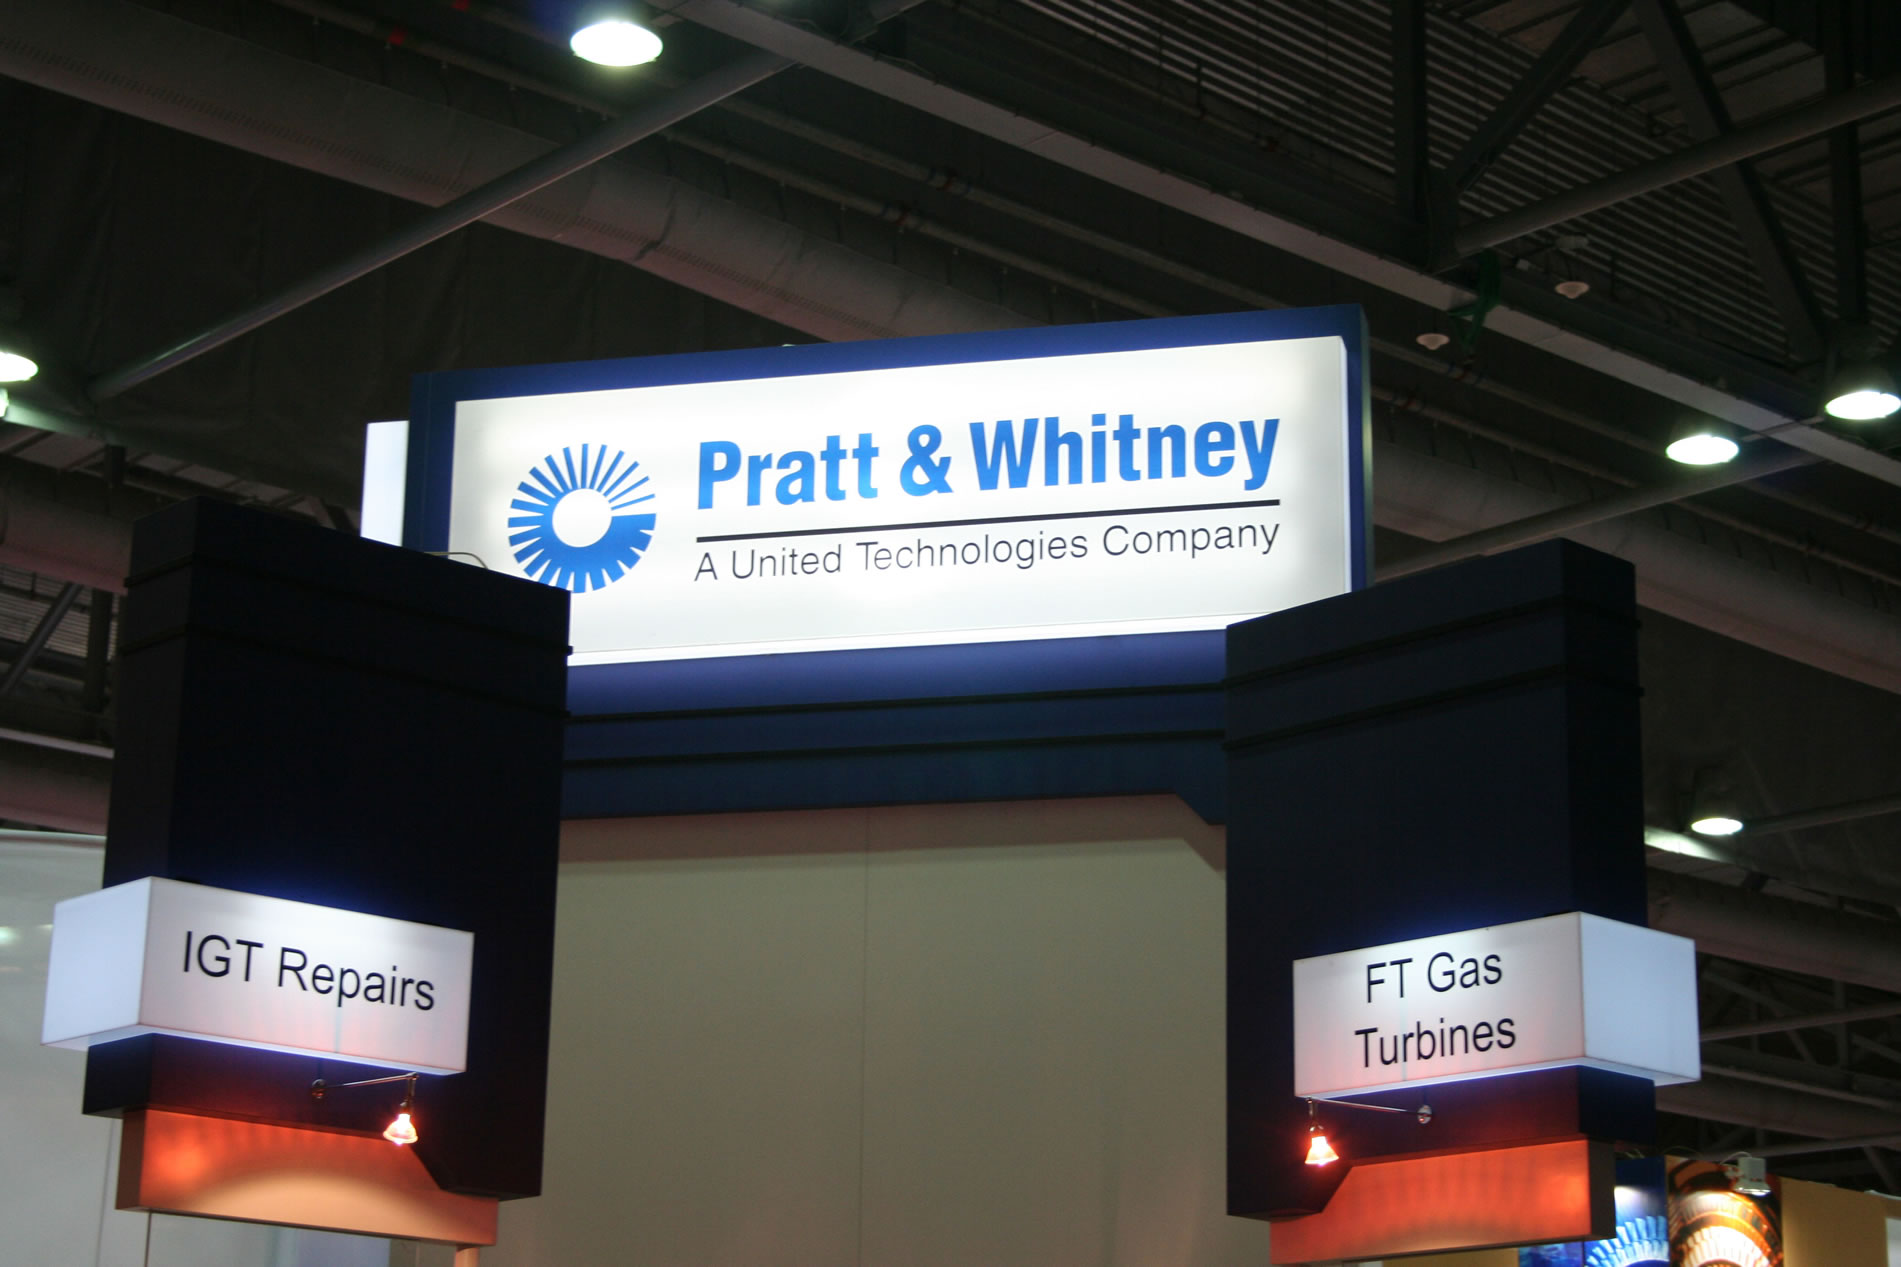 Pratt & Whitney
A United Technologies Company
IGT Repairs
FT Gas
Turbines